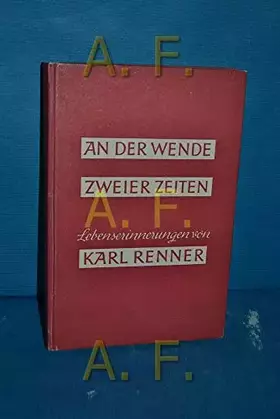 A. F.
AN DER WENDE
ZWEIER ZEITEN
A. F.
Lebenserinnerungen von
KARL RENNER
A. F.